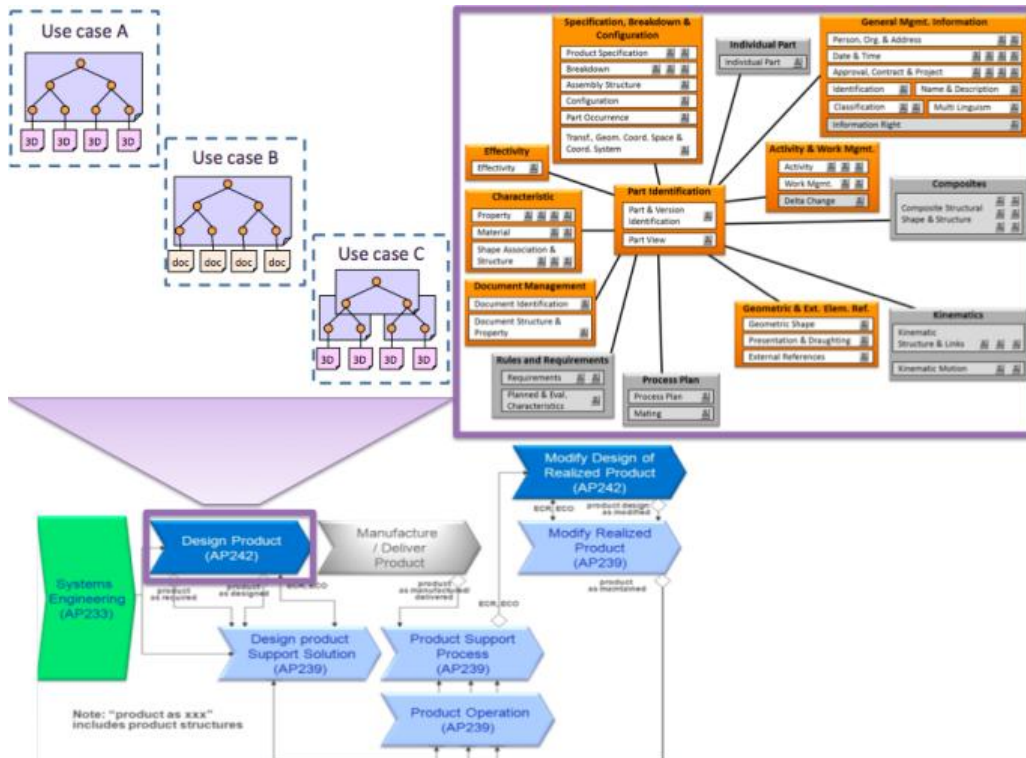 Use case A
3D 3D 3D 3D
Use case B
doc doc doc doc
Use case C
3D 3D 3D 3D
Specification, Breakdown &
Configuration
Product Specification
Breakdown
Assembly Structure
Configuration
Part Occurrence
Transf., Geom. Coord. Space &
Coord. System
Individual Part
Individual Part
General Mgmt. Information
Person, Org. & Address
Date & Time
Approval, Contract & Project
Identification
Name & Description
Classification
Multi Linguism
Information Right
Effectivity
Effectivity
Characteristic
Property
Material
Shape Association &
Structure
Part Identification
Part & Version
Identification
Part View
Activity & Work Mgmt.
Activity
Work Mgmt.
Delta Change
Composites
Composite Structural
Shape & Structure
Document Management
Document Identification
Document Structure &
Property
Rules and Requirements
Requirements
Planned & Eval.
Characteristics
Process Plan
Process Plan
Mating
Geometric & Ext. Elem. Ref.
Geometric Shape
Presentation & Draughting
External References
Kinematics
Kinematic
Structure & Links
Kinematic Motion
Systems
Engineering
(AP233)
Design Product
(AP242)
Manufacture
/ Deliver
Product
Modify Design of
Realized Product
(AP242)
ECR, ECO
product design
as modified
Modify Realized
Product
(AP239)
product
as required
product
as designed
ECR, ECO
product
as manufactured/
delivered
ECR, ECO
product
as maintained
Design product
Support Solution
(AP239)
Product Support
Process
(AP239)
Product Operation
(AP239)
Note: "product as xxx"
includes product structures